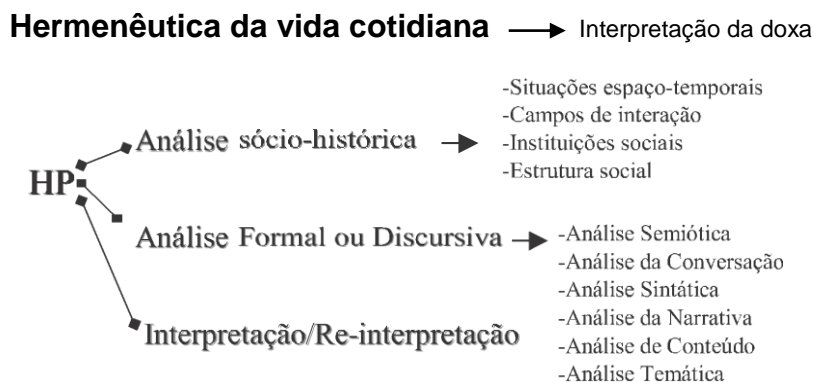 Hermenêutica da vida cotidiana Interpretação da doxa
-Situações espaço-temporais
-Campos de interação
Análise sócio-histórica
-Instituições sociais
-Estrutura social
HP
Análise Formal ou Discursiva
-Análise Semiótica
-Análise da Conversação
-Análise Sintática
-Análise da Narrativa
-Análise de Conteúdo
-Análise Temática
Interpretação/Re-interpretação